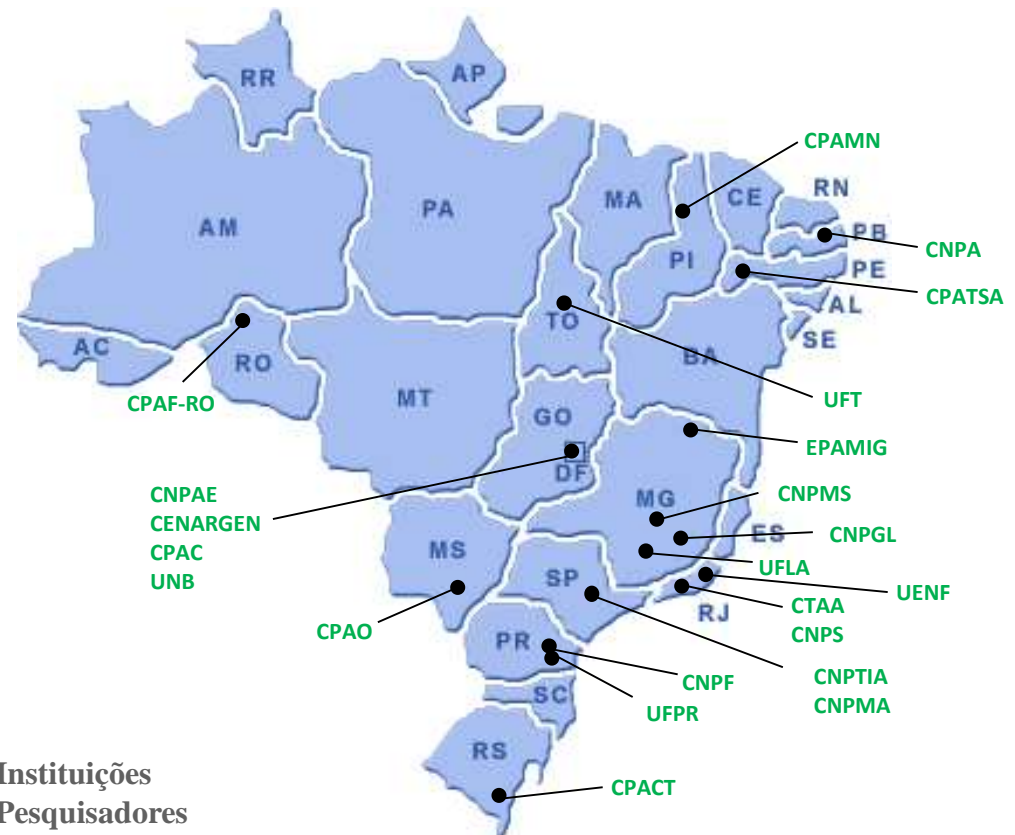 RR
AP
CPAMN
RN
CE
MA
PA
AM
PB
CNPA
PI
PE
CPATSA
AL
TO
SE
AC
BA
RO
MT
CPAF-RO
UFT
GO
EPAMIG
DF
CNPAE
CENARGEN
CPAC
UNB
MG
CNPMS
ES
CNPGL
MS
UFLA
SP
UENF
CTAA
CNPS
RJ
CPAO
PR
CNPF
CNPTIA
CNPMA
UFPR
SC
RS
CPACT
Instituições
Pesquisadores